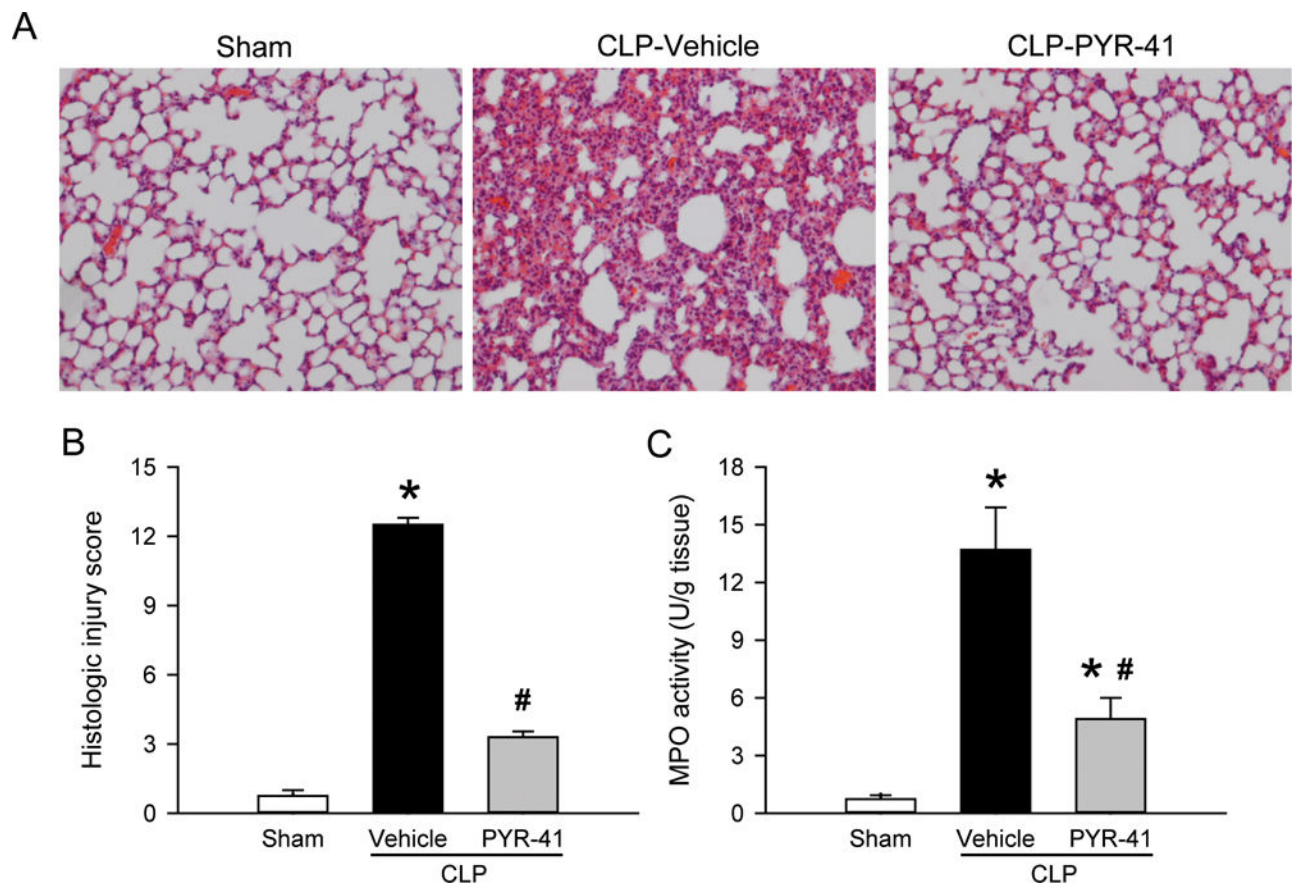 A
Sham
CLP-Vehicle
CLP-PYR-41
B
Histologic injury score
15
12
9
6
3
0
*
#
Sham
Vehicle
PYR-41
CLP
C
MPO activity (U/g tissue)
18
15
12
9
6
3
0
*
* #
Sham
Vehicle
PYR-41
CLP